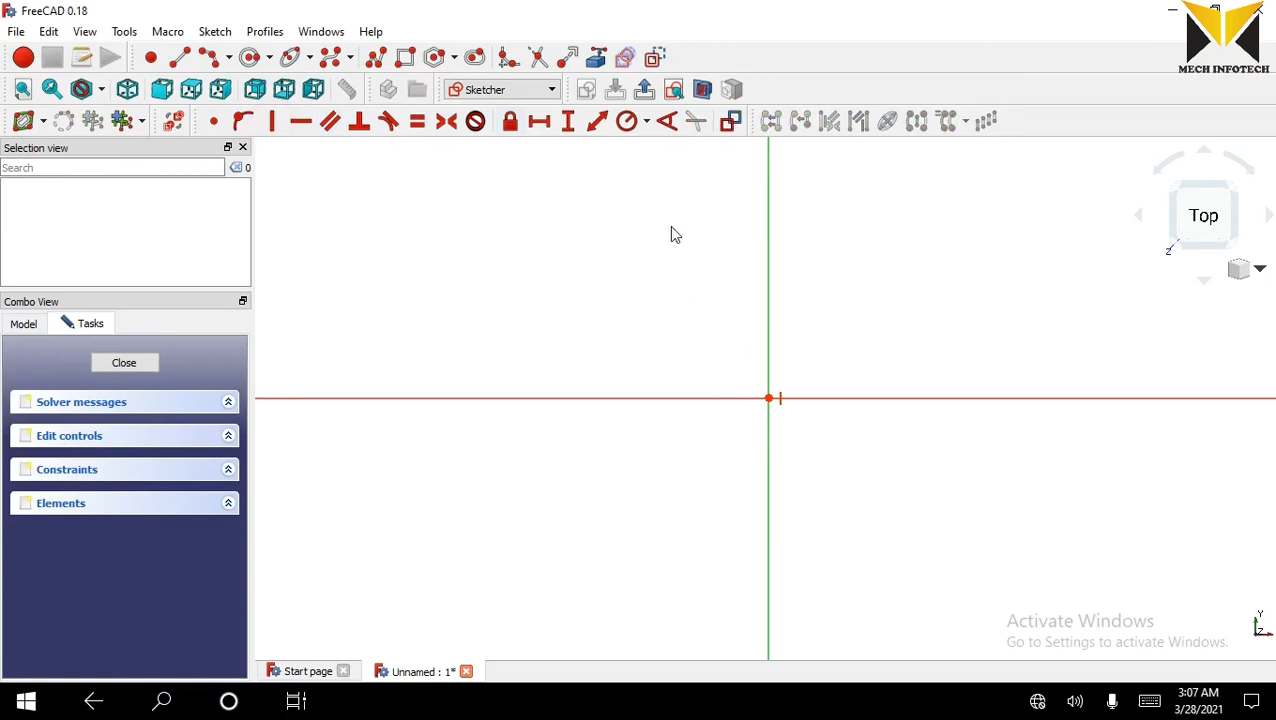 FreeCAD 0.18
MECH INFOTECH
File Edit View Tools Macro Sketch Profiles Windows Help
Sketcher
Selection view
Search
0
Combo View
Model Tasks
Close
Solver messages
Edit controls
Constraints
Elements
Top
Z
Activate Windows
Go to Settings to activate Windows.
Y
Z
Start page
Unnamed : 1*
3:07 AM
3/28/2021